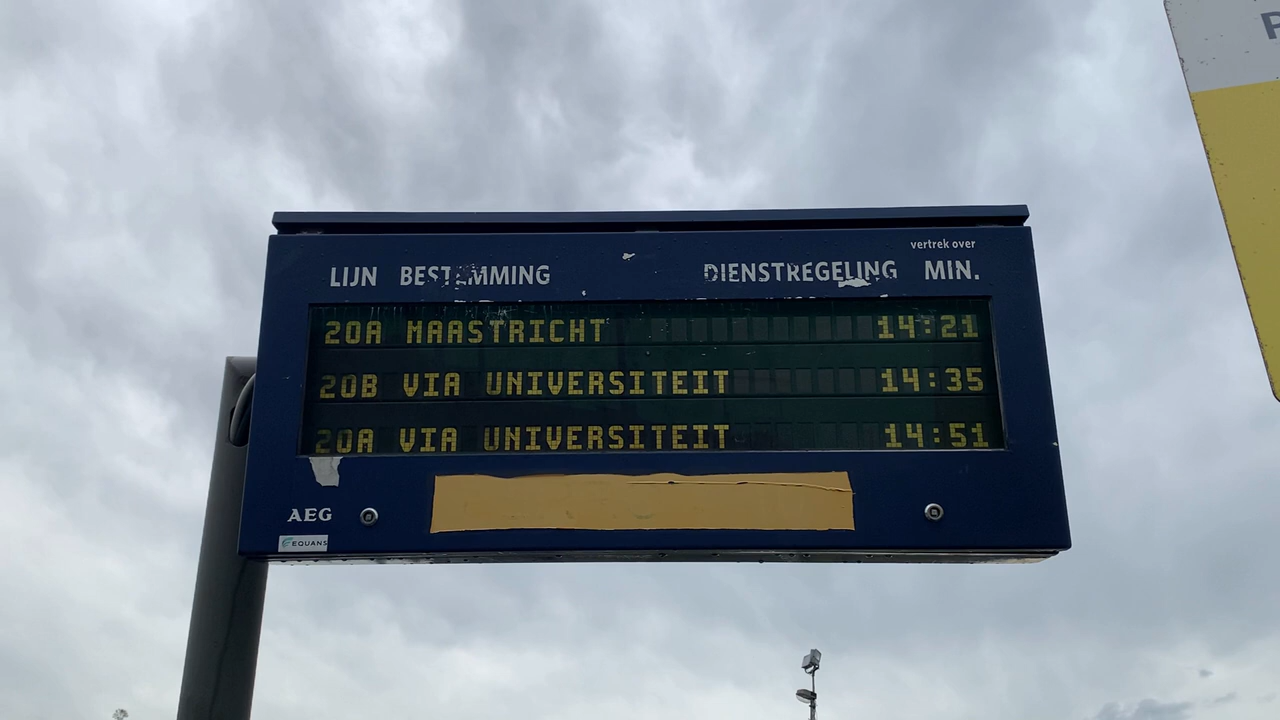 vertrek over
LIJN BESTEMMING DIENSTREGELING MIN.
20A MAASTRICHT 14:21
20B VIA UNIVERSITEIT 14:35
20A VIA UNIVERSITEIT 14:51
AEG
EQUANS
P